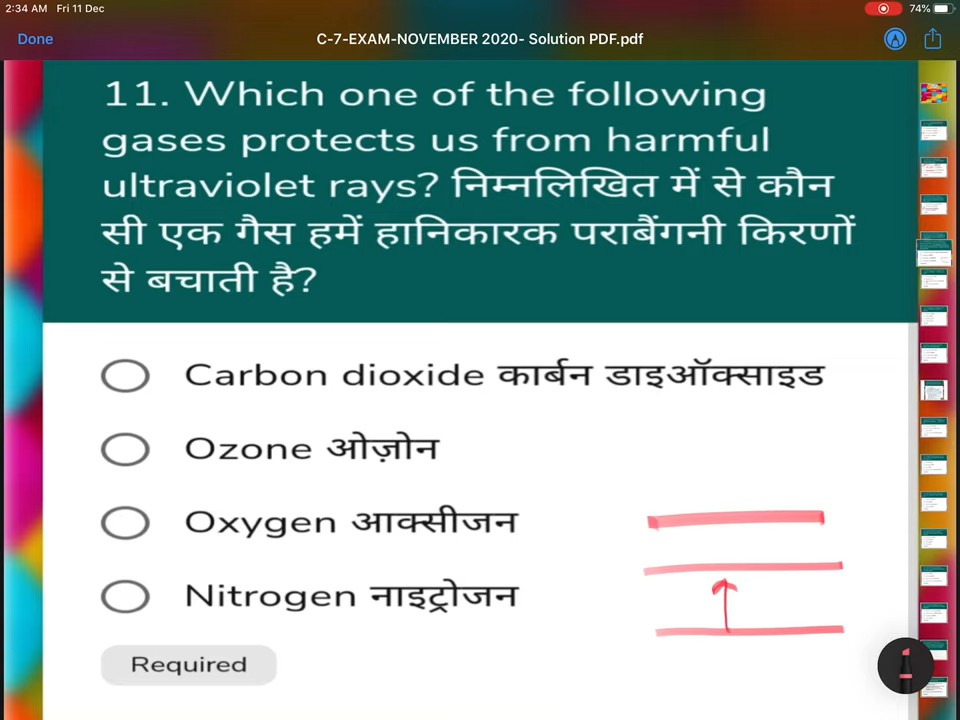 2:34 AM Fri 11 Dec
74%
Done
C-7-EXAM-NOVEMBER 2020- Solution PDF.pdf
11. Which one of the following
gases protects us from harmful
ultraviolet rays? निम्नलिखित में से कौन
सी एक गैस हमें हानिकारक पराबैंगनी किरणों
से बचाती है?
Carbon dioxide कार्बन डाइऑक्साइड
Ozone ओज़ोन
Oxygen आक्सीजन
Nitrogen नाइट्रोजन
Required